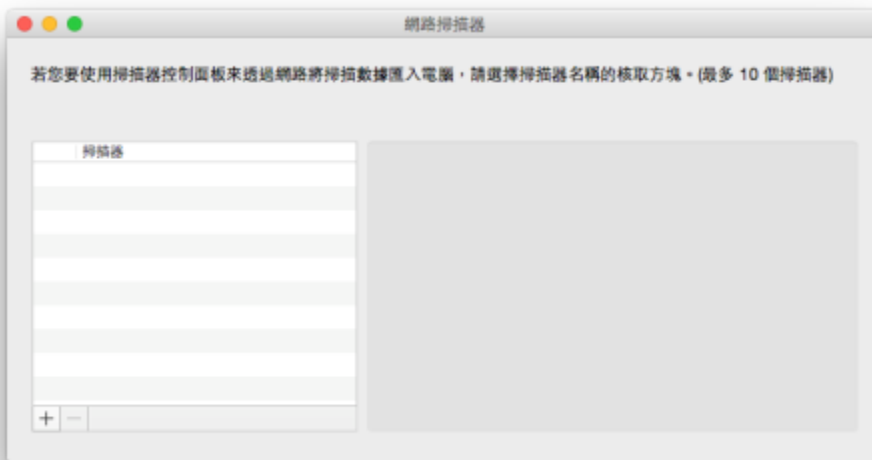 網路掃描器
若您要使用掃描器控制面板来透過網路將掃描數據匯入電腦，請選擇掃描器名稱的核取方塊。(最多 10 個掃描器)
掃描器